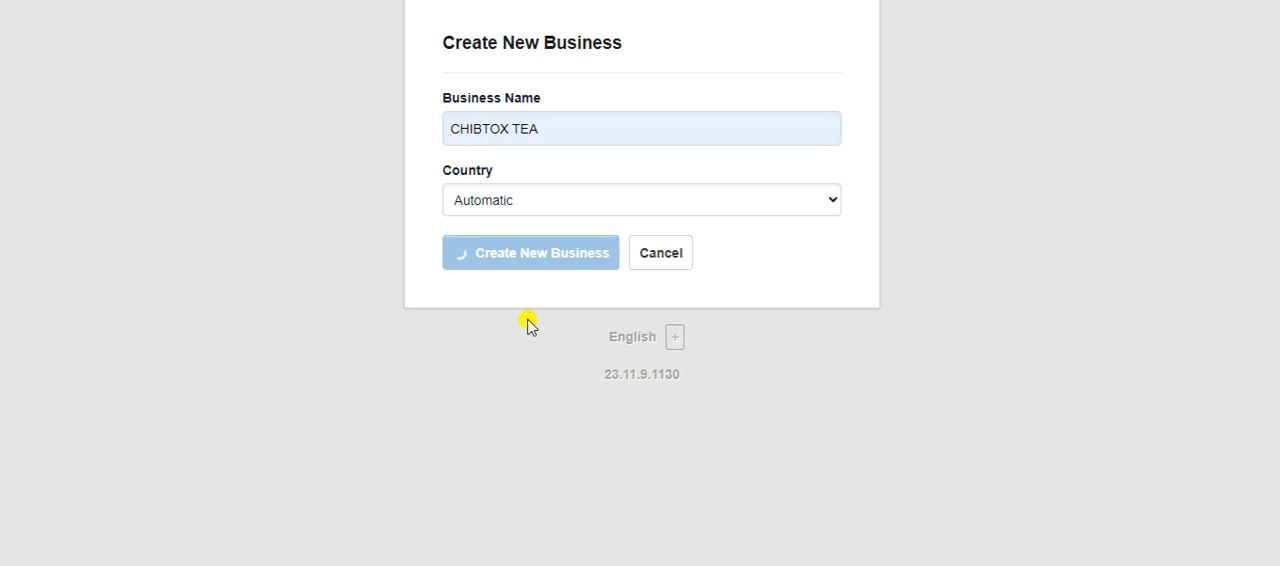 Create New Business
Business Name
CHIBTOX TEA
Country
Automatic
Create New Business Cancel
English +
23.11.9.1130